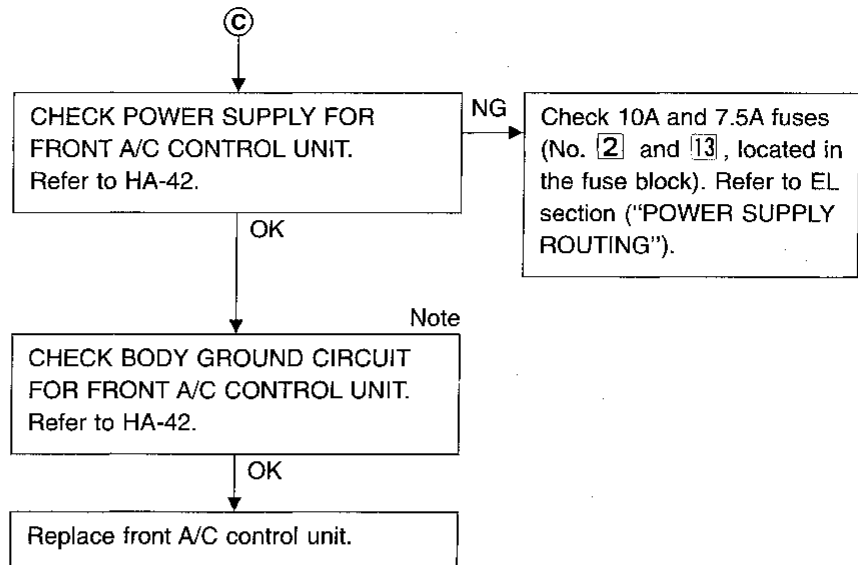 C
CHECK POWER SUPPLY FOR
FRONT A/C CONTROL UNIT.
Refer to HA-42.
NG
Check 10A and 7.5A fuses
(No. 2 and 13, located in
the fuse block). Refer to EL
section (“POWER SUPPLY
ROUTING”).
OK
Note
CHECK BODY GROUND CIRCUIT
FOR FRONT A/C CONTROL UNIT.
Refer to HA-42.
OK
Replace front A/C control unit.